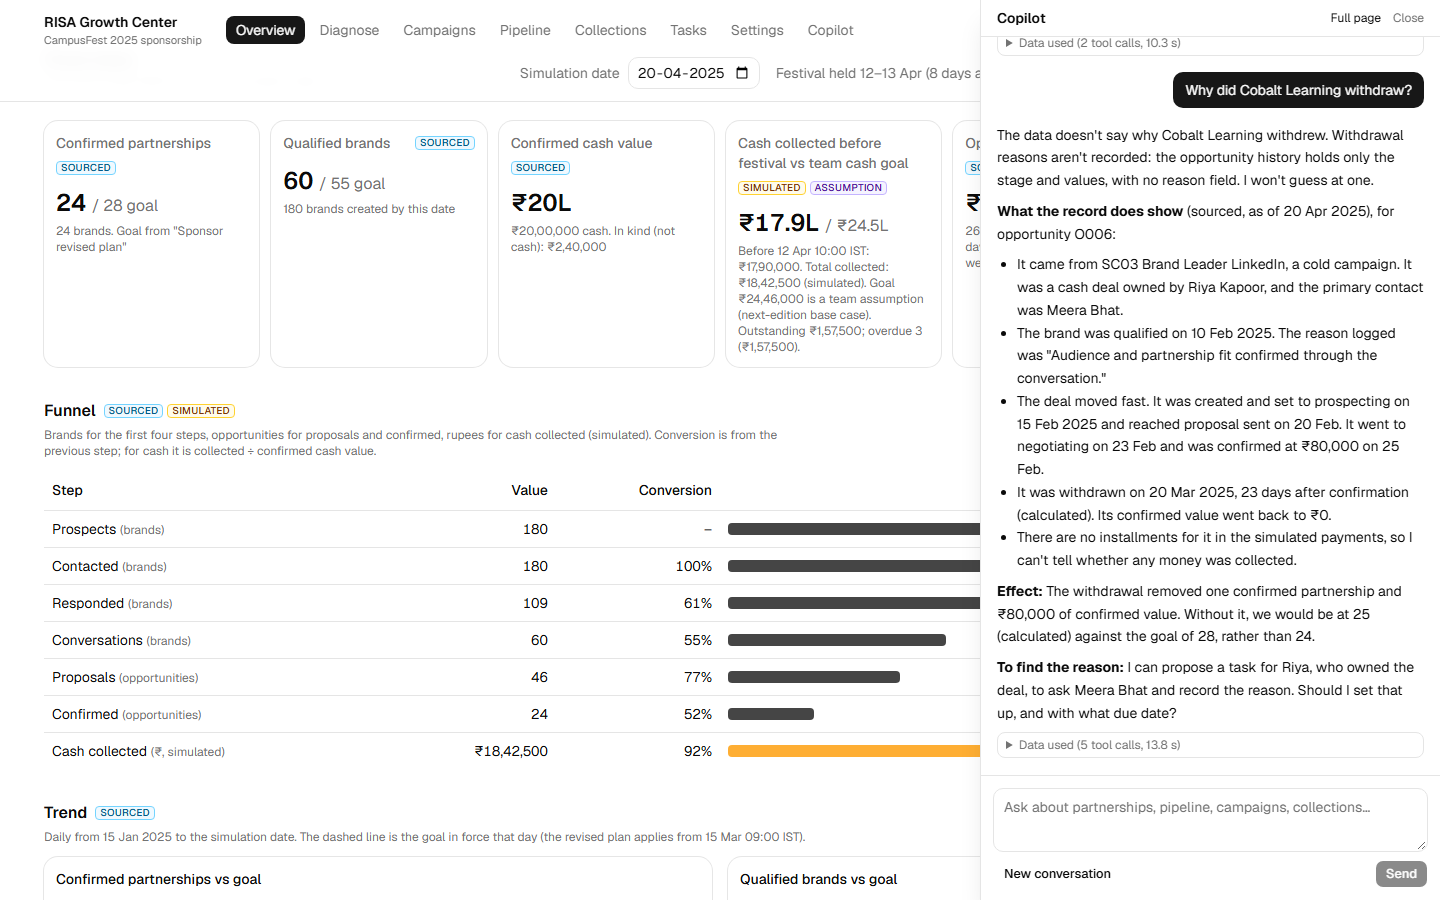 RISA Growth Center
CampusFest 2025 sponsorship
Overview
Diagnose
Campaigns
Pipeline
Collections
Tasks
Settings
Copilot
Simulation date
20-04-2025
Festival held 12–13 Apr (8 days a
Confirmed partnerships
SOURCED
24 / 28 goal
24 brands. Goal from "Sponsor
revised plan"
Qualified brands
SOURCED
60 / 55 goal
180 brands created by this date
Confirmed cash value
SOURCED
₹20L
₹20,00,000 cash. In kind (not
cash): ₹2,40,000
Cash collected before
festival vs team cash goal
SIMULATED
ASSUMPTION
₹17.9L / ₹24.5L
Before 12 Apr 10:00 IST:
₹17,90,000. Total collected:
₹18,42,500 (simulated). Goal
₹24,46,000 is a team assumption
(next-edition base case).
Outstanding ₹1,57,500; overdue 3
(₹1,57,500).
Op
SO
₹
26
da
we
Funnel
SOURCED
SIMULATED
Brands for the first four steps, opportunities for proposals and confirmed, rupees for cash collected (simulated). Conversion is from the
previous step; for cash it is collected ÷ confirmed cash value.
Step Value Conversion
Prospects (brands) 180 –
Contacted (brands) 180 100%
Responded (brands) 109 61%
Conversations (brands) 60 55%
Proposals (opportunities) 46 77%
Confirmed (opportunities) 24 52%
Cash collected (₹, simulated) ₹18,42,500 92%
Trend
SOURCED
Daily from 15 Jan 2025 to the simulation date. The dashed line is the goal in force that day (the revised plan applies from 15 Mar 09:00 IST).
Confirmed partnerships vs goal
Qualified brands vs goal
Copilot
Full page
Close
Data used (2 tool calls, 10.3 s)
Why did Cobalt Learning withdraw?
The data doesn't say why Cobalt Learning withdrew. Withdrawal
reasons aren't recorded: the opportunity history holds only the
stage and values, with no reason field. I won't guess at one.
What the record does show (sourced, as of 20 Apr 2025), for
opportunity O006:
• It came from SC03 Brand Leader LinkedIn, a cold campaign. It
was a cash deal owned by Riya Kapoor, and the primary contact
was Meera Bhat.
• The brand was qualified on 10 Feb 2025. The reason logged
was "Audience and partnership fit confirmed through the
conversation."
• The deal moved fast. It was created and set to prospecting on
15 Feb 2025 and reached proposal sent on 20 Feb. It went to
negotiating on 23 Feb and was confirmed at ₹80,000 on 25
Feb.
• It was withdrawn on 20 Mar 2025, 23 days after confirmation
(calculated). Its confirmed value went back to ₹0.
• There are no installments for it in the simulated payments, so I
can't tell whether any money was collected.
Effect: The withdrawal removed one confirmed partnership and
₹80,000 of confirmed value. Without it, we would be at 25
(calculated) against the goal of 28, rather than 24.
To find the reason: I can propose a task for Riya, who owned the
deal, to ask Meera Bhat and record the reason. Should I set that
up, and with what due date?
Data used (5 tool calls, 13.8 s)
Ask about partnerships, pipeline, campaigns, collections…
New conversation
Send